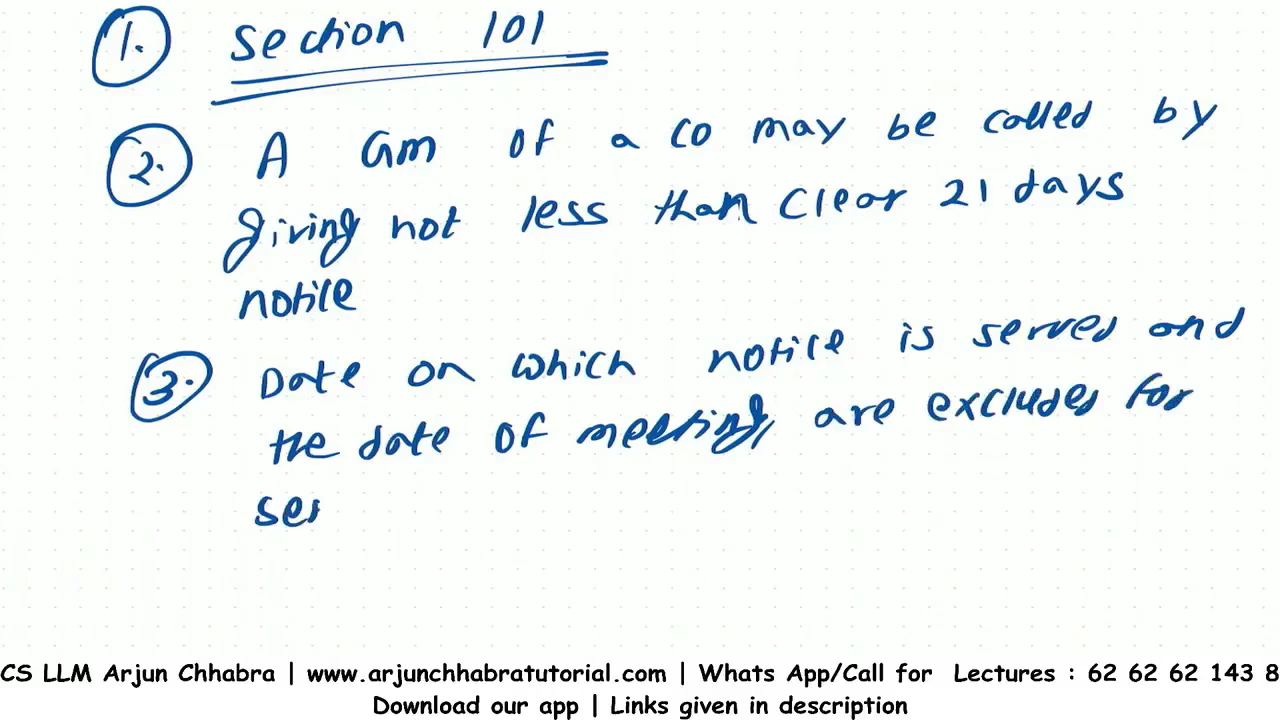 1. Section 101
2. A Gm of a co may be called by
giving not less than clear 21 days
notice
3. Date on which notice is served and
the date of meeting, are excludes for
ser
CS LLM Arjun Chhabra | www.arjunchhabratutorial.com | Whats App/Call for Lectures : 62 62 62 143 8
Download our app | Links given in description